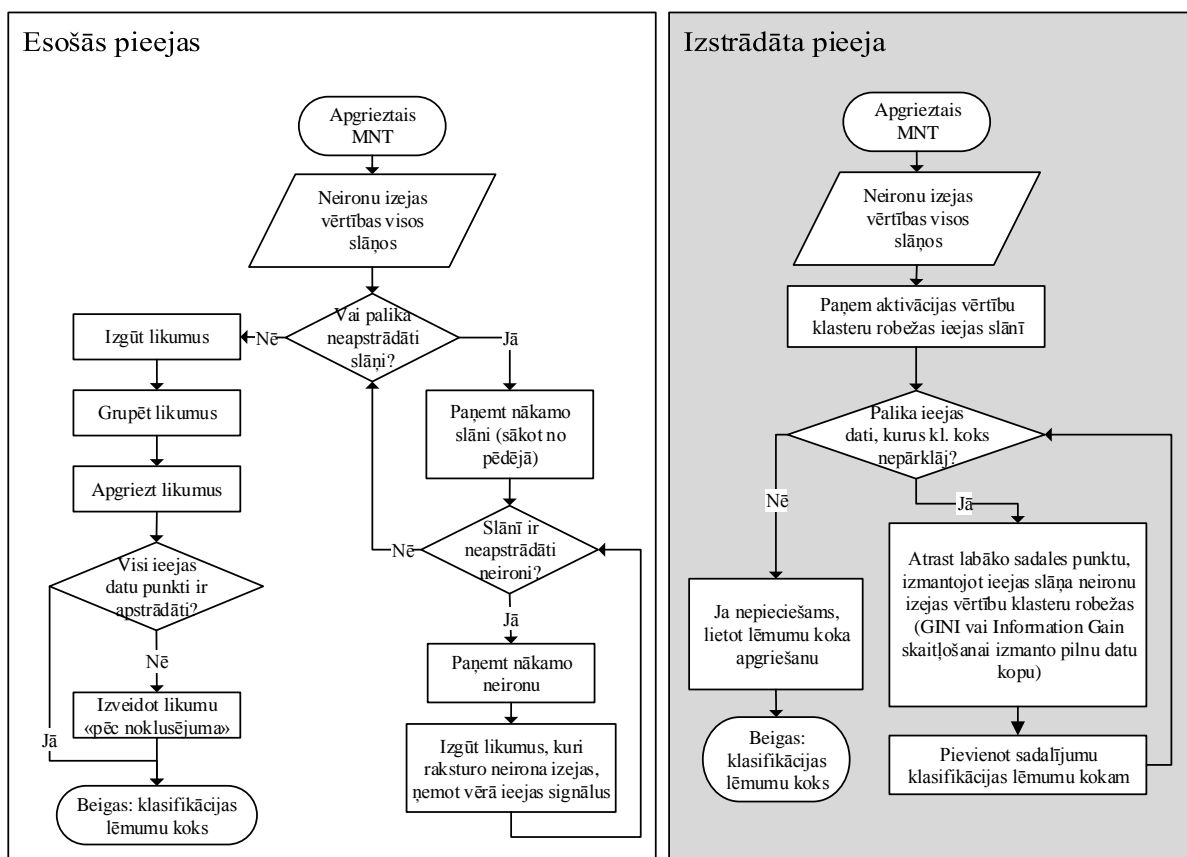 Esošās pieejas
Apgrieztais
MNT
Neironu izejas
vērtības visos
slāņos
Vai palika
neapstrādāti
slāņi?
Nē
Jā
Izgūt likumus
Grupēt likumus
Apgriezt likumus
Visi ieejas
datu punkti ir
apstrādāti?
Nē
Jā
Izveidot likumu
«pēc noklusējuma»
Beigas: klasifikācijas
lēmumu koks
Paņemt nākamo
slāni (sākot no
pēdējā)
Slānī ir
neapstrādāti
neironi?
Nē
Jā
Paņemt nākamo
neironu
Izgūt likumus, kuri
raksturo neirona izejas,
ņemot vērā ieejas signālus
Izstrādāta pieeja
Apgrieztais
MNT
Neironu izejas
vērtības visos
slāņos
Paņem aktivācijas vērtību
klasteru robežas ieejas slānī
Palika ieejas
dati, kurus kl. koks
nepārklāj?
Nē
Jā
Ja nepieciešams,
lietot lēmumu koka
apgriešanu
Beigas:
klasifikācijas
lēmumu koks
Atrast labāko sadales punktu,
izmantojot ieejas slāņa neironu
izejas vērtību klasteru robežas
(GINI vai Information Gain
skaitļošanai izmanto pilnu datu
kopu)
Pievienot sadalījumu
klasifikācijas lēmumu kokam